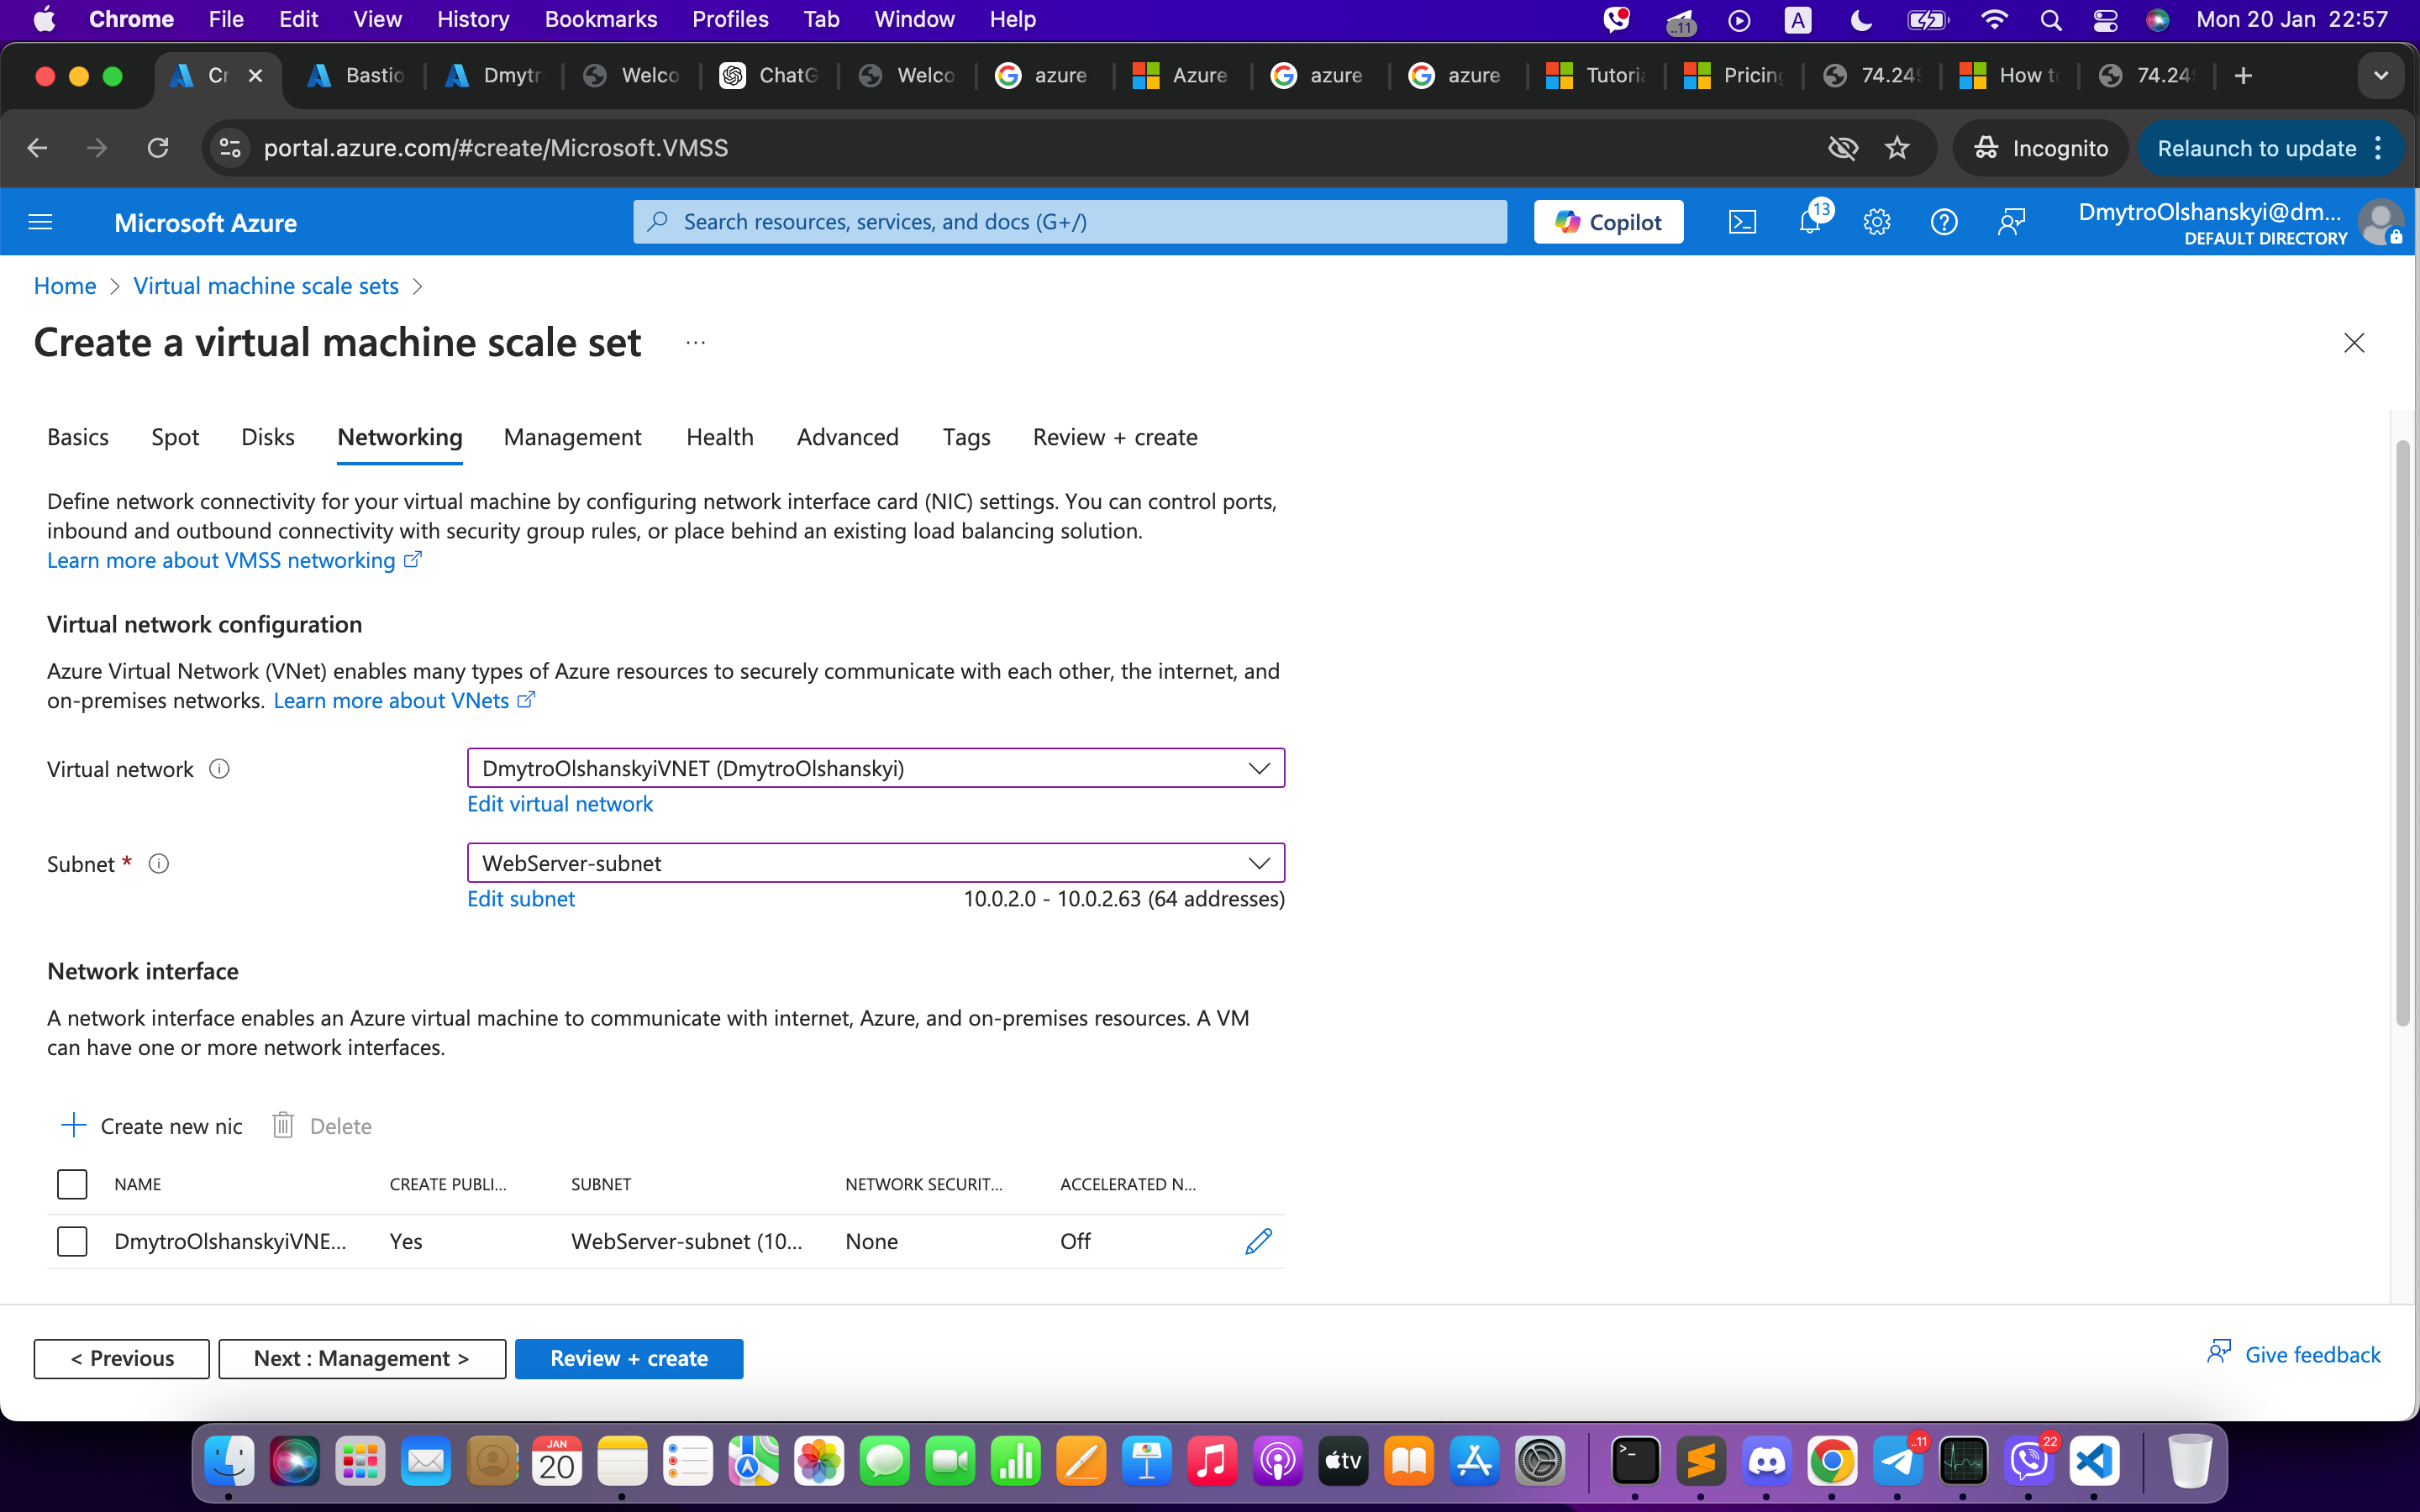 Chrome File Edit View History Bookmarks Profiles Tab Window Help ..11 A Mon 20 Jan 22:57
Cr Bastio Dmytr Welco ChatG Welco azure Azure azure azure Tutoria Pricing 74.249 How to 74.249
portal.azure.com/#create/Microsoft.VMSS Incognito Relaunch to update
Microsoft Azure Search resources, services, and docs (G+/) Copilot 13 DmytroOlshanskyi@dm...
DEFAULT DIRECTORY
Home > Virtual machine scale sets >
Create a virtual machine scale set ...
Basics Spot Disks Networking Management Health Advanced Tags Review + create
Define network connectivity for your virtual machine by configuring network interface card (NIC) settings. You can control ports,
inbound and outbound connectivity with security group rules, or place behind an existing load balancing solution.
Learn more about VMSS networking
Virtual network configuration
Azure Virtual Network (VNet) enables many types of Azure resources to securely communicate with each other, the internet, and
on-premises networks. Learn more about VNets
Virtual network DmytroOlshanskyiVNET (DmytroOlshanskyi)
Edit virtual network
Subnet * WebServer-subnet
Edit subnet 10.0.2.0 - 10.0.2.63 (64 addresses)
Network interface
A network interface enables an Azure virtual machine to communicate with internet, Azure, and on-premises resources. A VM
can have one or more network interfaces.
Create new nic Delete
NAME CREATE PUBLI... SUBNET NETWORK SECURIT... ACCELERATED N...
DmytroOlshanskyiVNE... Yes WebServer-subnet (10... None Off
< Previous Next : Management > Review + create Give feedback
JAN
20
tv
..11
22